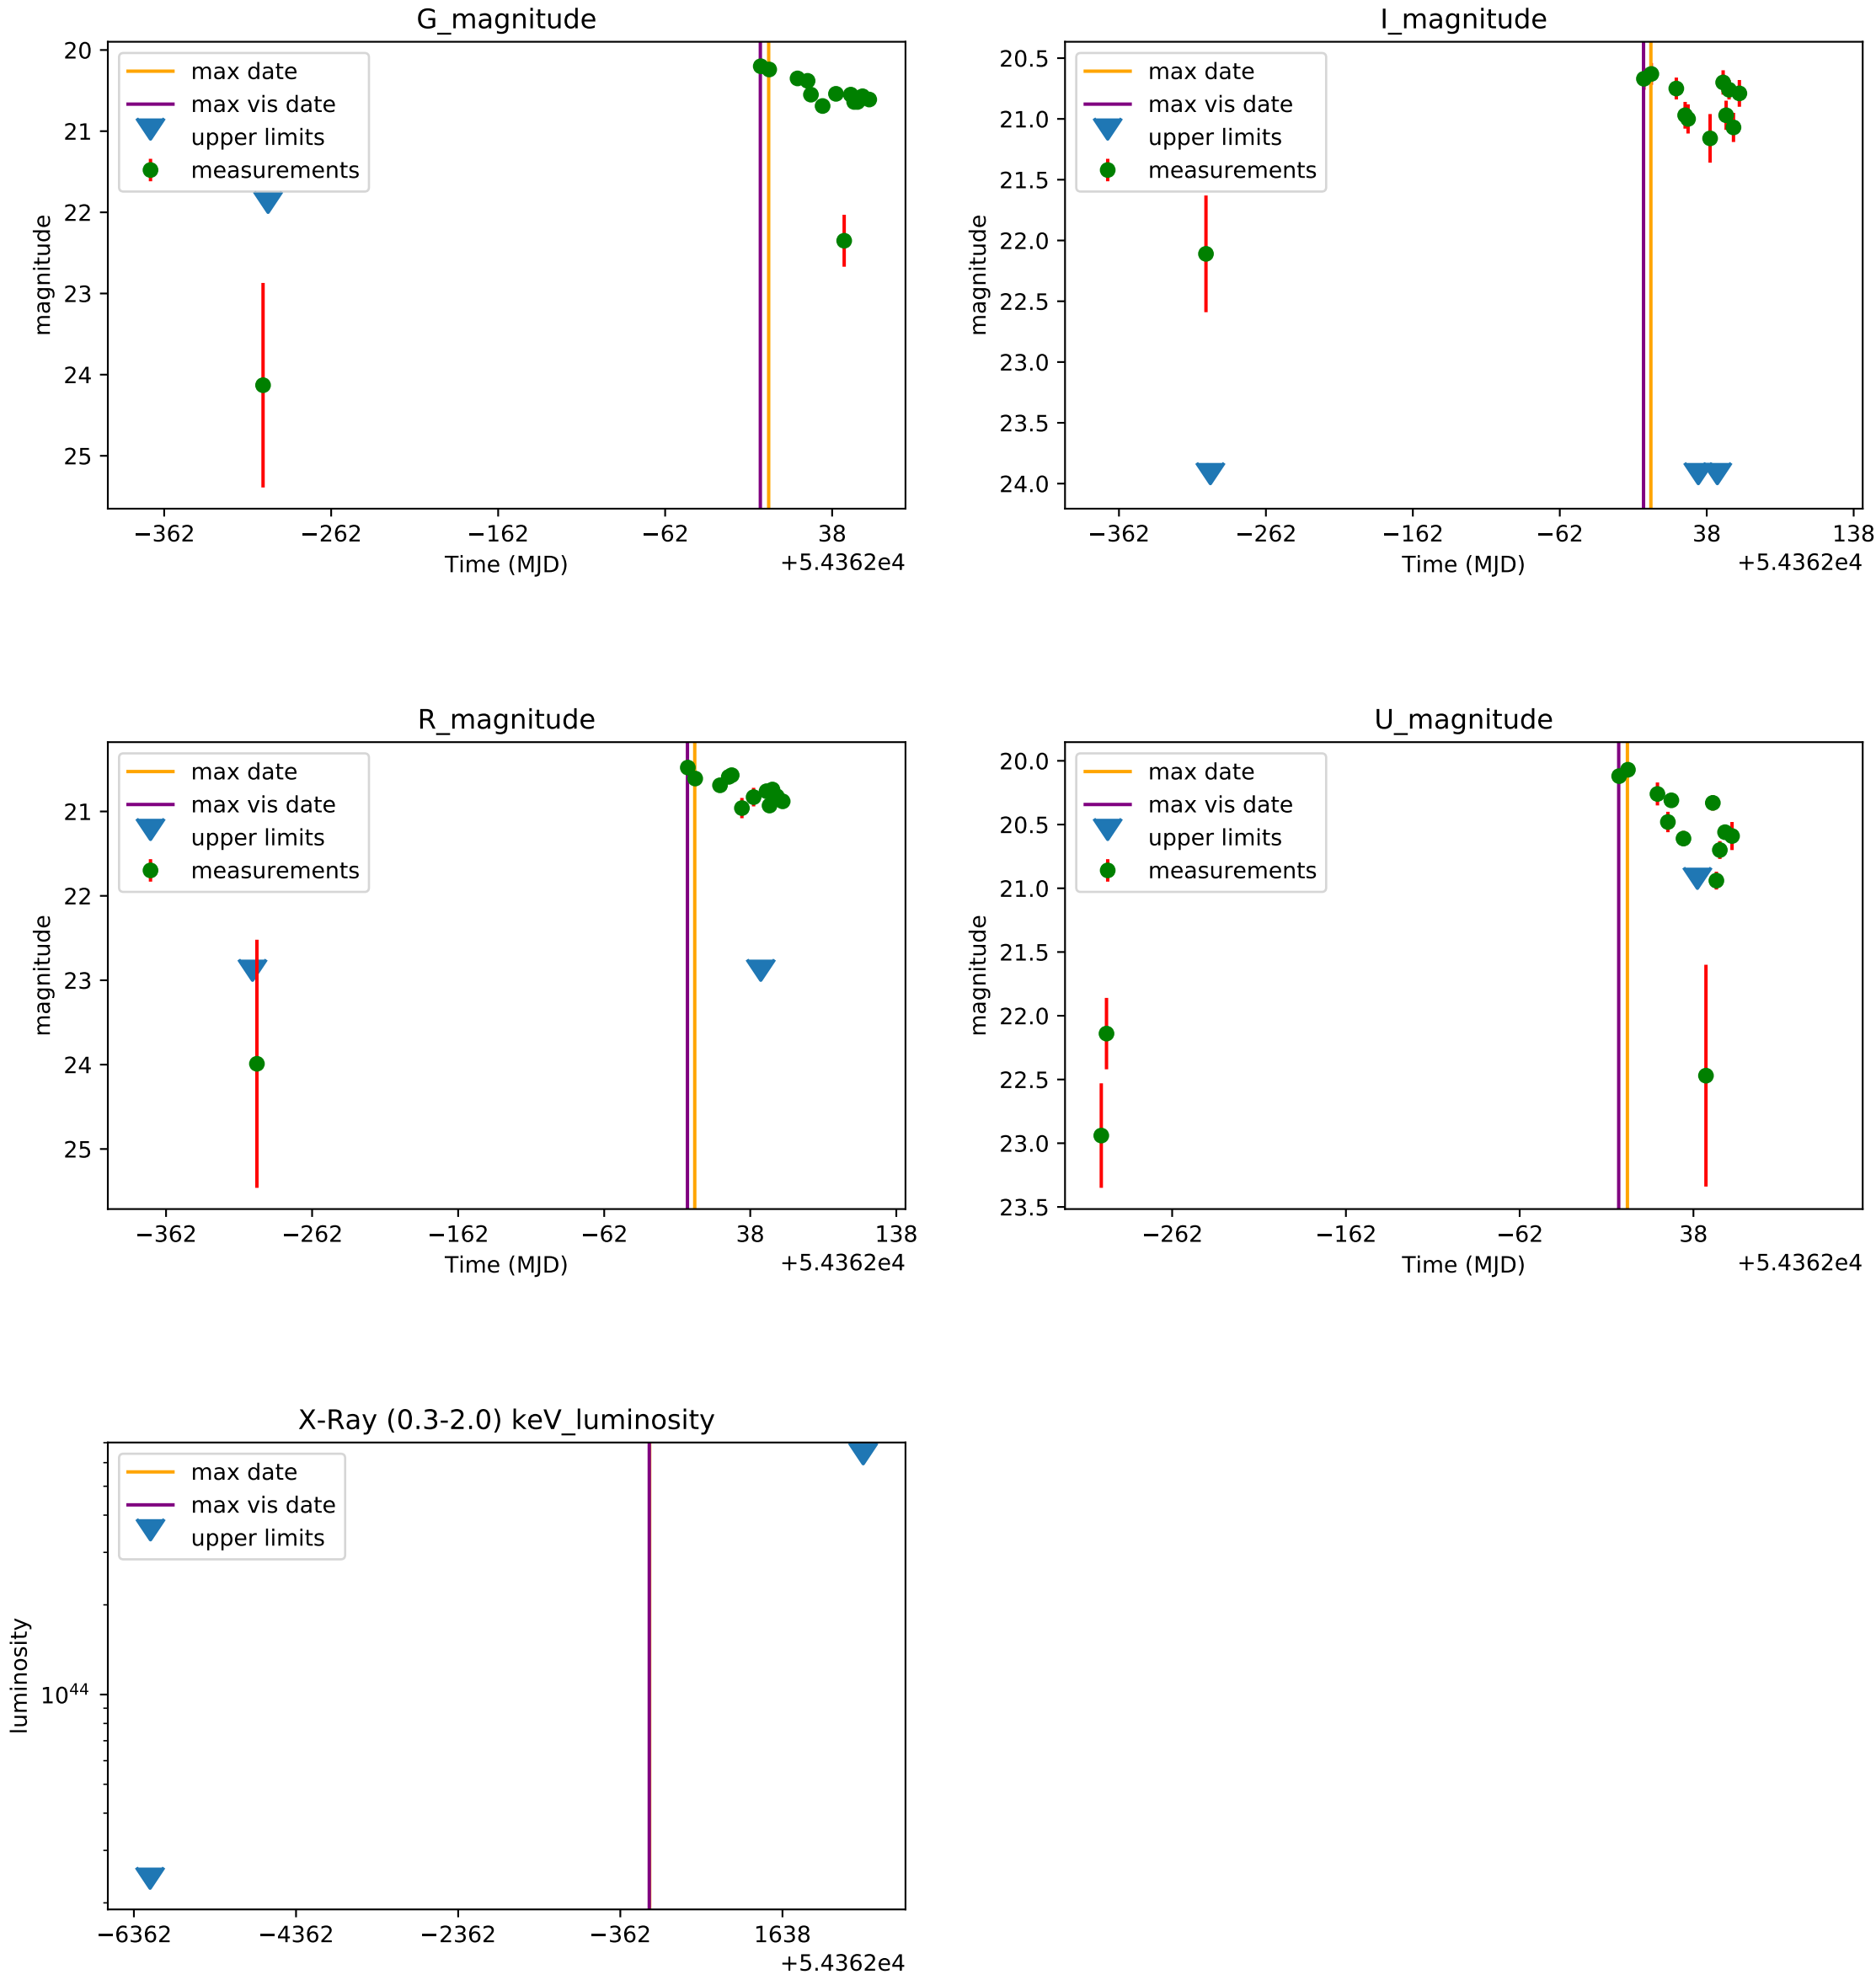 G_magnitude
20
21
22
23
24
25
magnitude
max date
max vis date
upper limits
measurements
−362
−262
−162
−62
38
Time (MJD)
+5.4362e4
I_magnitude
20.5
21.0
21.5
22.0
22.5
23.0
23.5
24.0
magnitude
max date
max vis date
upper limits
measurements
−362
−262
−162
−62
38
138
Time (MJD)
+5.4362e4
R_magnitude
21
22
23
24
25
magnitude
max date
max vis date
upper limits
measurements
−362
−262
−162
−62
38
138
Time (MJD)
+5.4362e4
U_magnitude
20.0
20.5
21.0
21.5
22.0
22.5
23.0
23.5
magnitude
max date
max vis date
upper limits
measurements
−262
−162
−62
38
Time (MJD)
+5.4362e4
X-Ray (0.3-2.0) keV_luminosity
10⁴⁴
luminosity
max date
max vis date
upper limits
−6362
−4362
−2362
−362
1638
+5.4362e4